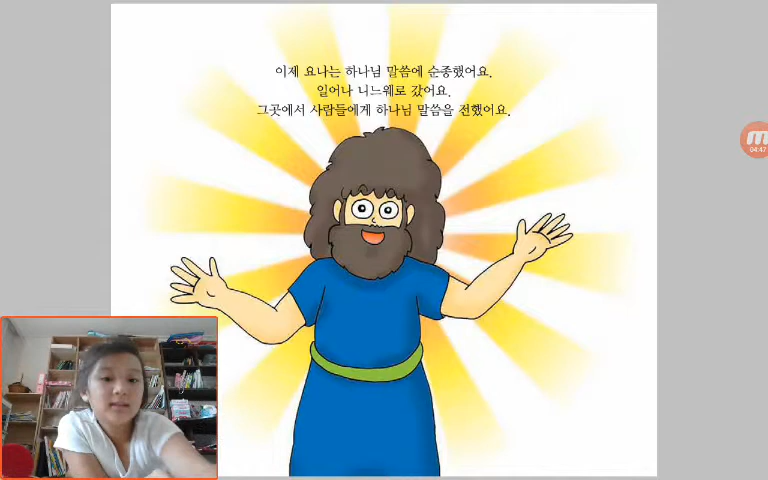 이제 요나는 하나님 말씀에 순종했어요.
일어나 니느웨로 갔어요.
그곳에서 사람들에게 하나님 말씀을 전했어요.
04:47